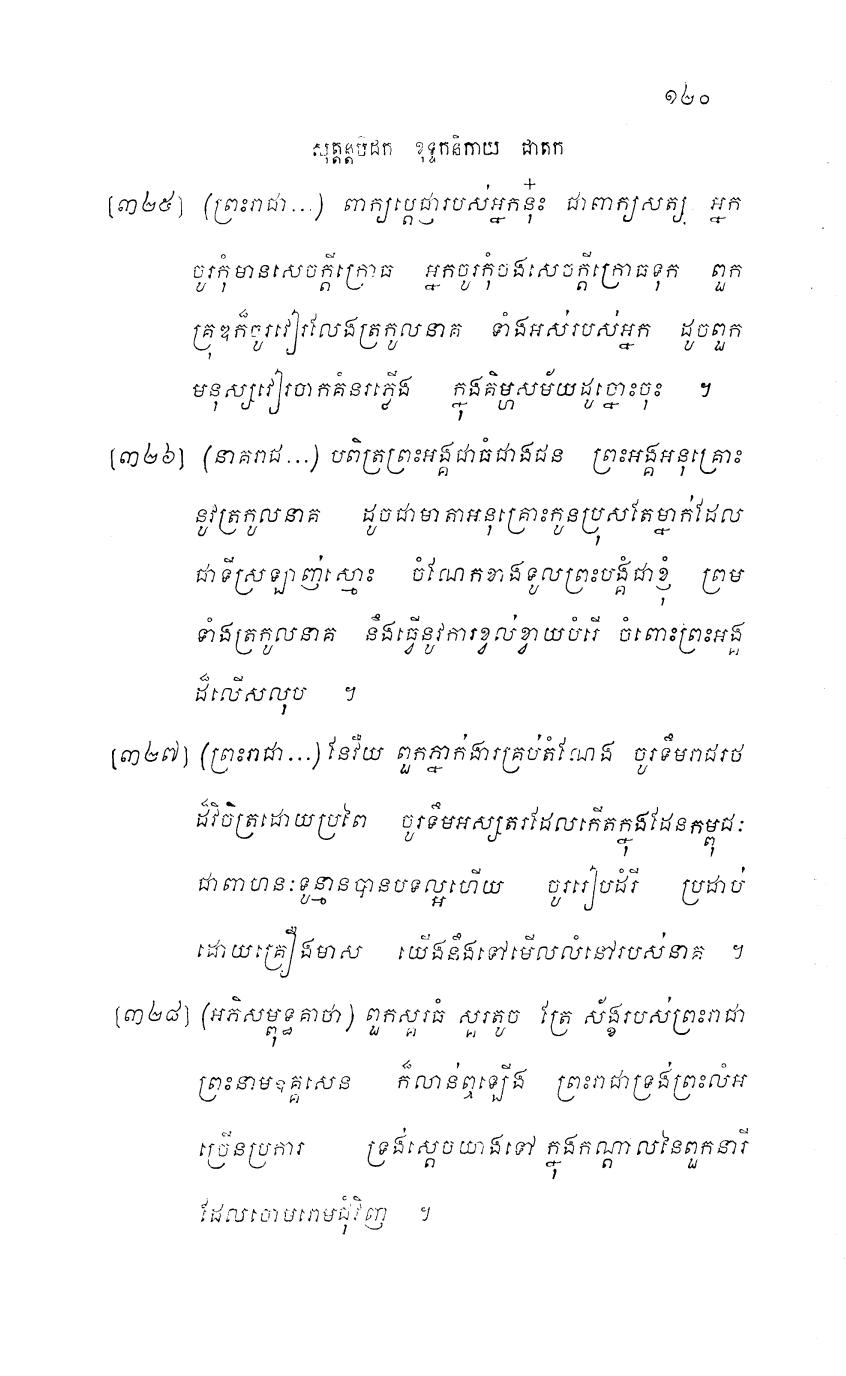 ១២០
សុត្តន្តបិដក ខុទ្ទកនិកាយ ជាតក
[៣២៥] (ព្រះរាជា...) ពាក្យប្តេជ្ញារបស់អ្នកនុ៎ះ ជាពាក្យសត្យ អ្នក
ចូរកុំមានសេចក្តីក្រោធ អ្នកចូរកុំចងសេចក្តីក្រោធទុក ពួក
គ្រុឌក៏ចូរវៀរលែងត្រកូលនាគ ទាំងអស់របស់អ្នក ដូចពួក
មនុស្សវៀរចាកគំនរភ្លើង ក្នុងគិម្ហសម័យដូច្នោះចុះ ។
[៣២៦] (នាគរាជ...) បពិត្រព្រះអង្គជាធំជាងជន ព្រះអង្គអនុគ្រោះ
នូវត្រកូលនាគ ដូចជាមាតាអនុគ្រោះកូនប្រុសតែម្នាក់ដែល
ជាទីស្រឡាញ់ស្មោះ ចំណែកខាងទូលព្រះបង្គំជាខ្ញុំ ព្រម
ទាំងត្រកូលនាគ នឹងធ្វើនូវការខ្វល់ខ្វាយបំរើ ចំពោះព្រះអង្គ
ដ៏លើសលុប ។
[៣២៧] (ព្រះរាជា...) នែវើយ ពួកភ្នាក់ងារគ្រប់តំណែង ចូរទឹមរាជរថ
ដ៏វិចិត្រដោយប្រពៃ ចូរទឹមអស្សតរដែលកើតក្នុងដែនកម្ពុជៈ
ជាពាហនៈទូន្មានបានបទល្អហើយ ចូររៀបដំរី ប្រដាប់
ដោយគ្រឿងមាស យើងនឹងទៅមើលលំនៅរបស់នាគ ។
[៣២៨] (អភិសម្ពុទ្ធគាថា) ពួកស្គរធំ ស្គរតូច ត្រែ ស័ង្ខរបស់ព្រះរាជា
ព្រះនាមឧគ្គសេន ក៏លាន់ឮឡើង ព្រះរាជាទ្រង់ព្រះលំអ
ច្រើនប្រការ ទ្រង់ស្តេចយាងទៅ ក្នុងកណ្តាលនៃពួកនារី
ដែលចោមរោមជុំវិញ ។